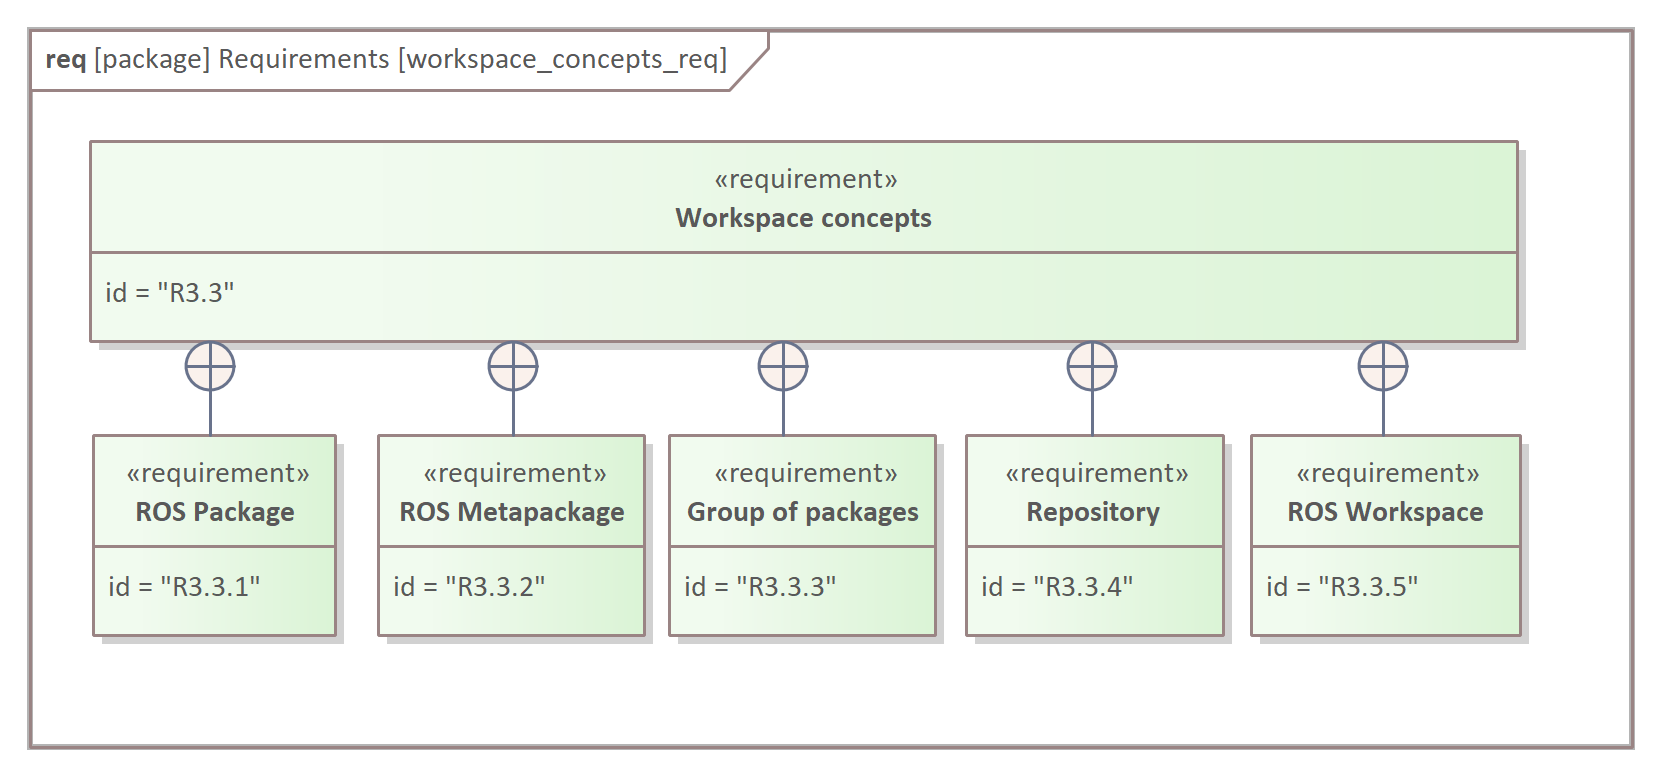 req [package] Requirements [workspace_concepts_req]
«requirement»
Workspace concepts
id = "R3.3"
«requirement»
ROS Package
id = "R3.3.1"
«requirement»
ROS Metapackage
id = "R3.3.2"
«requirement»
Group of packages
id = "R3.3.3"
«requirement»
Repository
id = "R3.3.4"
«requirement»
ROS Workspace
id = "R3.3.5"